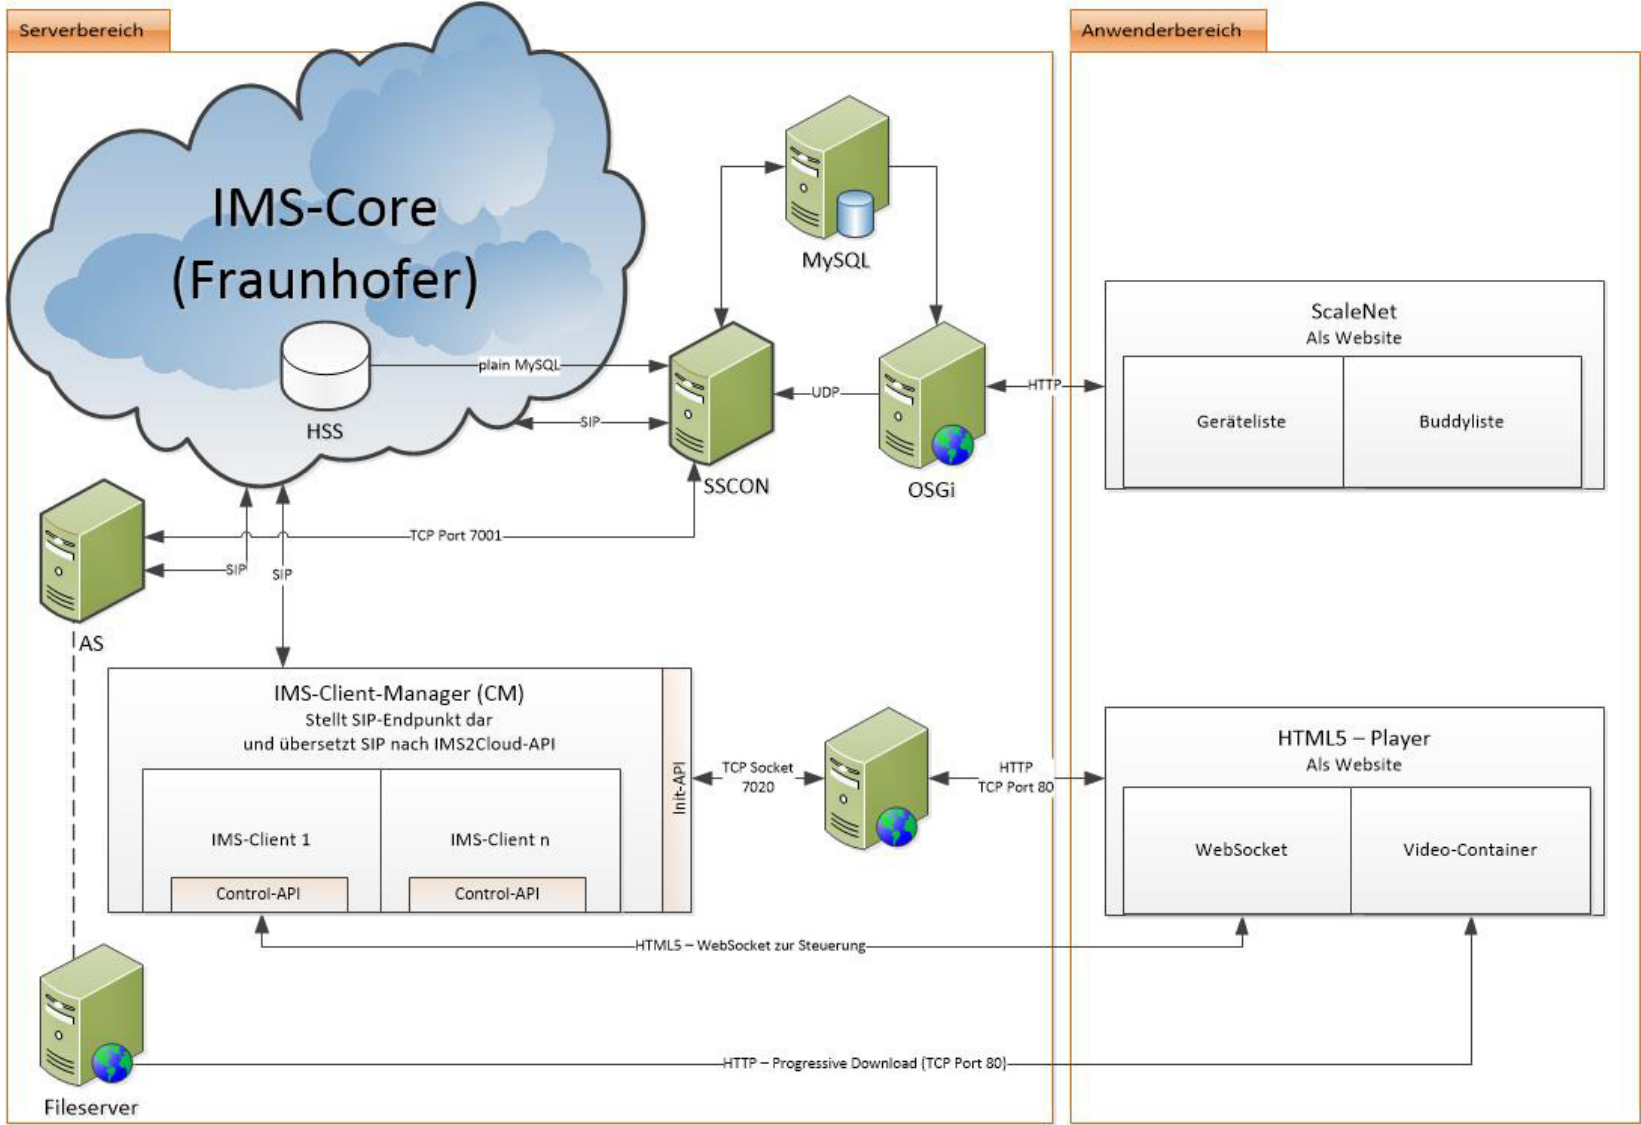 Serverbereich
Anwenderbereich
IMS-Core
(Fraunhofer)
HSS
plain MySQL
SIP
MySQL
SSCON
UDP
OSGi
HTTP
ScaleNet
Als Website
Geräteliste
Buddyliste
TCP Port 7001
SIP
SIP
AS
IMS-Client-Manager (CM)
Stellt SIP-Endpunkt dar
und übersetzt SIP nach IMS2Cloud-API
IMS-Client 1
IMS-Client n
Control-API
Control-API
Init-API
TCP Socket
7020
HTTP
TCP Port 80
HTML5 – Player
Als Website
WebSocket
Video-Container
HTML5 – WebSocket zur Steuerung
HTTP – Progressive Download (TCP Port 80)
Fileserver